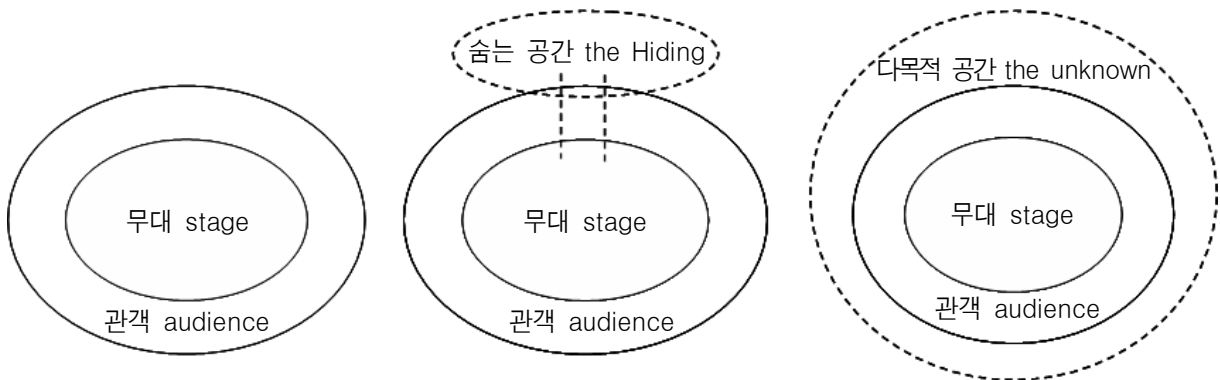 무대 stage
관객 audience
숨는 공간 the Hiding
무대 stage
관객 audience
다목적 공간 the unknown
무대 stage
관객 audience